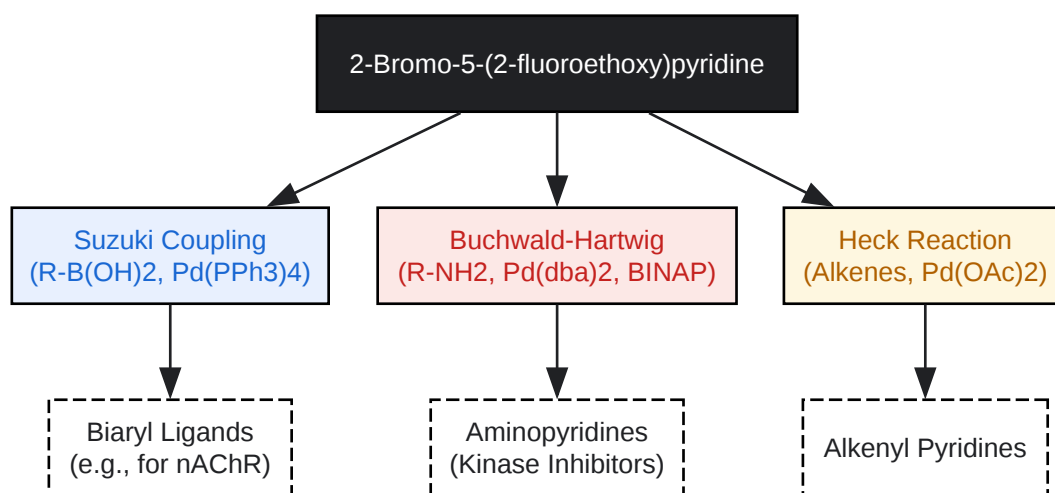 2-Bromo-5-(2-fluoroethoxy)pyridine
Suzuki Coupling
(R-B(OH)2, Pd(PPh3)4)
Buchwald-Hartwig
(R-NH2, Pd(dba)2, BINAP)
Heck Reaction
(Alkenes, Pd(OAc)2)
Biaryl Ligands
(e.g., for nAChR)
Aminopyridines
(Kinase Inhibitors)
Alkenyl Pyridines